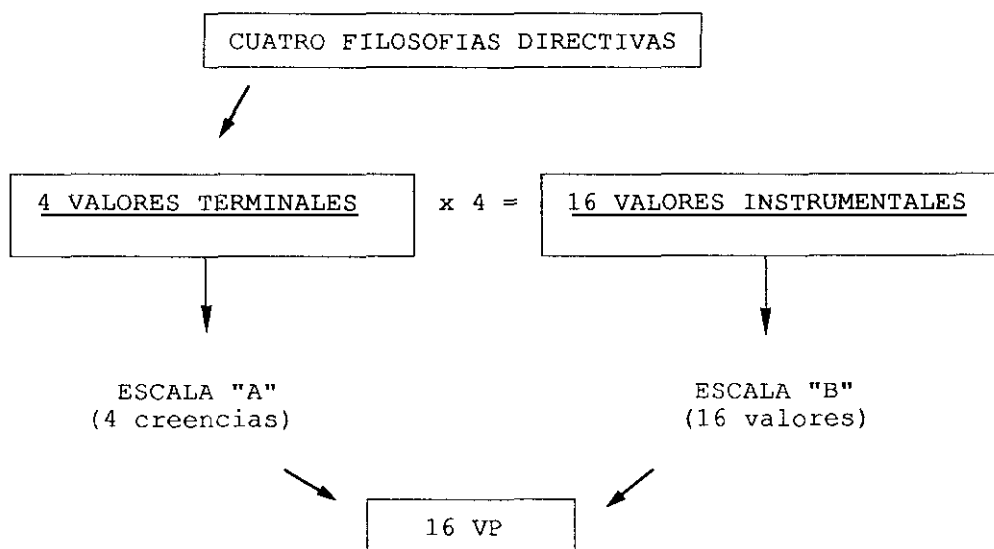 CUATRO FILOSOFIAS DIRECTIVAS
4 VALORES TERMINALES x 4 = 16 VALORES INSTRUMENTALES
ESCALA "A" ESCALA "B"
(4 creencias) (16 valores)
16 VP